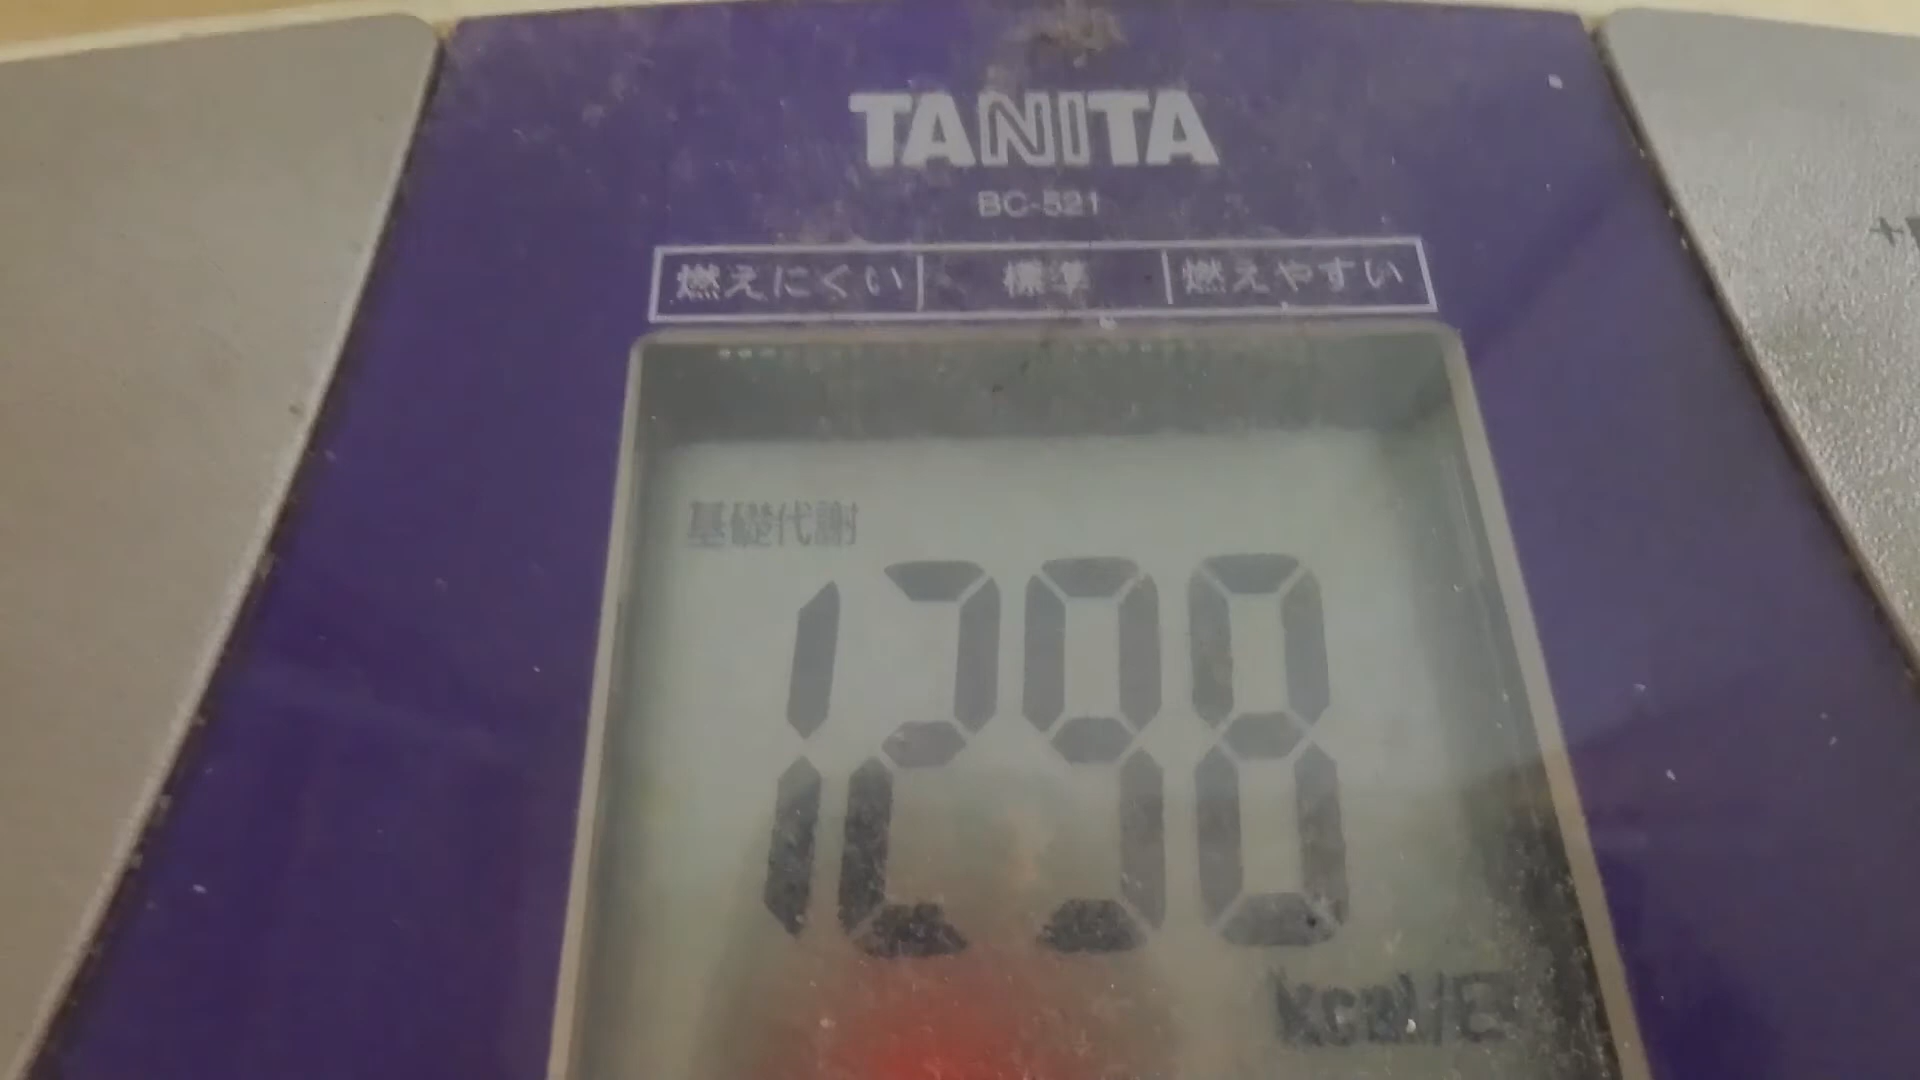 TANITA
BC-521
燃えにくい 標準 燃えやすい
基礎代謝
1298
kcal/日